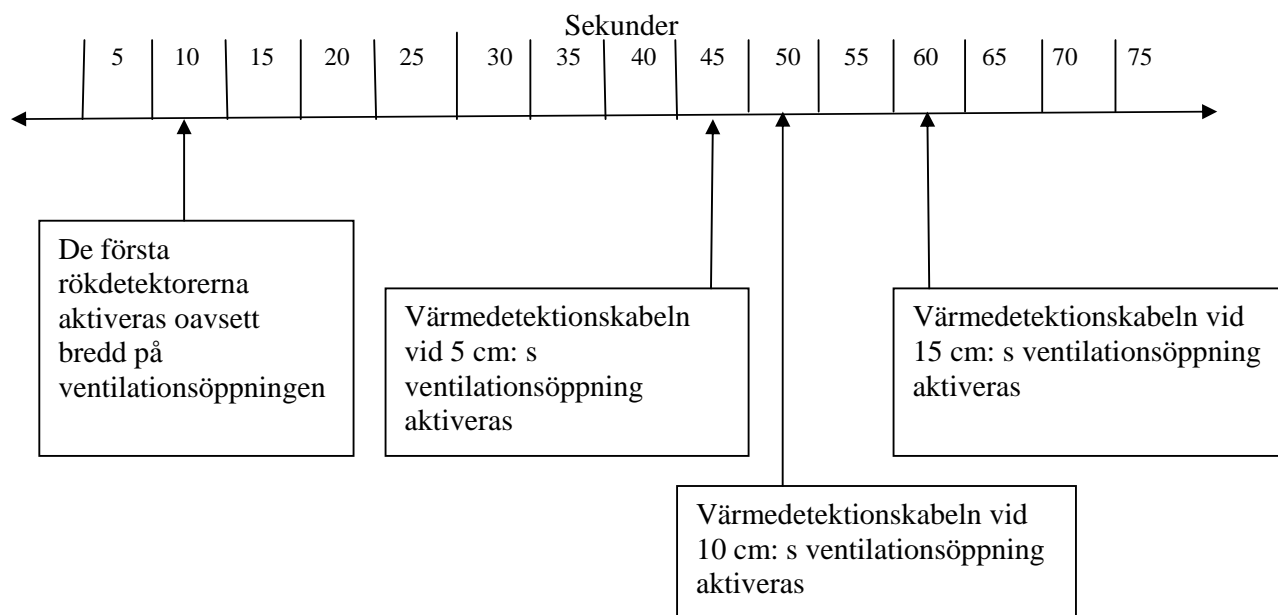 Sekunder
5 10 15 20 25 30 35 40 45 50 55 60 65 70 75
De första
rökdetektorerna
aktiveras oavsett
bredd på
ventilationsöppningen
Värmedetektionskabeln
vid 5 cm: s
ventilationsöppning
aktiveras
Värmedetektionskabeln vid
15 cm: s ventilationsöppning
aktiveras
Värmedetektionskabeln vid
10 cm: s ventilationsöppning
aktiveras